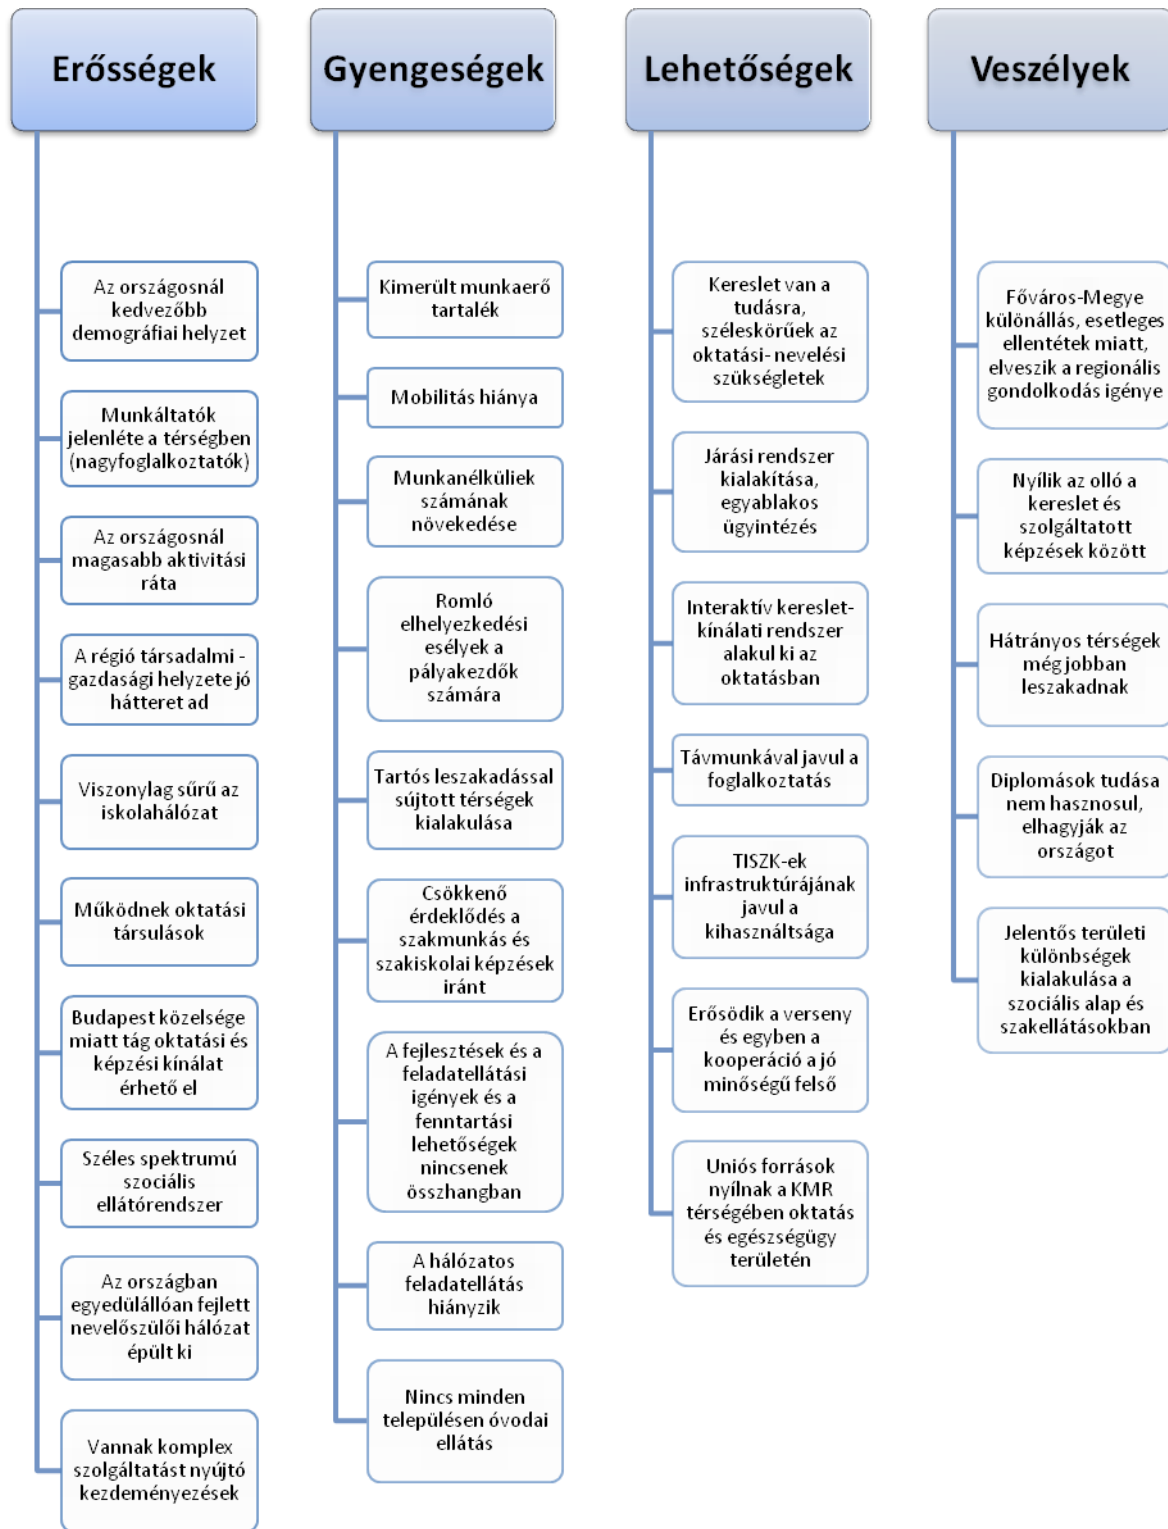 Erősségek
Az országosnál
kedvezőbb
demográfiai helyzet
Munkáltatók
jelenléte a térségben
(nagyfoglalkoztatók)
Az országosnál
magasabb aktivitási
ráta
A régió társadalmi -
gazdasági helyzete jó
hátteret ad
Viszonylag sűrű az
iskolahálózat
Működnek oktatási
társulások
Budapest közelsége
miatt tág oktatási és
képzési kínálat
érhető el
Széles spektrumú
szociális
ellátórendszer
Az országban
egyedülállóan fejlett
nevelőszülői hálózat
épült ki
Vannak komplex
szolgáltatást nyújtó
kezdeményezések
Gyengeségek
Kimerült munkaerő
tartalék
Mobilitás hiánya
Munkanélküliek
számának
növekedése
Romló
elhelyezkedési
esélyek a
pályakezdők
számára
Tartós leszakadással
sújtott térségek
kialakulása
Csökkenő
érdeklődés a
szakmunkás és
szakiskolai képzések
iránt
A fejlesztések és a
feladatellátási
igények és a
fenntartási
lehetőségek
nincsenek
összhangban
A hálózatos
feladatellátás
hiányzik
Nincs minden
településen óvodai
ellátás
Lehetőségek
Kereslet van a
tudásra,
széleskörűek az
oktatási- nevelési
szükségletek
Járási rendszer
kialakítása,
egyablakos
ügyintézés
Interaktív kereslet-
kínálati rendszer
alakul ki az
oktatásban
Távmunkával javul a
foglalkoztatás
TISZK-ek
infrastruktúrájának
javul a
kihasználtsága
Erősödik a verseny
és egyben a
kooperáció a jó
minőségű felső
Uniós források
nyílnak a KMR
térségében oktatás
és egészségügy
területén
Veszélyek
Főváros-Megye
különállás, esetleges
ellentétek miatt,
elveszik a regionális
gondolkodás igénye
Nyílik az olló a
kereslet és
szolgáltatott
képzések között
Hátrányos térségek
még jobban
leszakadnak
Diplomások tudása
nem hasznosul,
elhagyják az
országot
Jelentős területi
különbségek
kialakulása a
szociális alap és
szakellátásokban